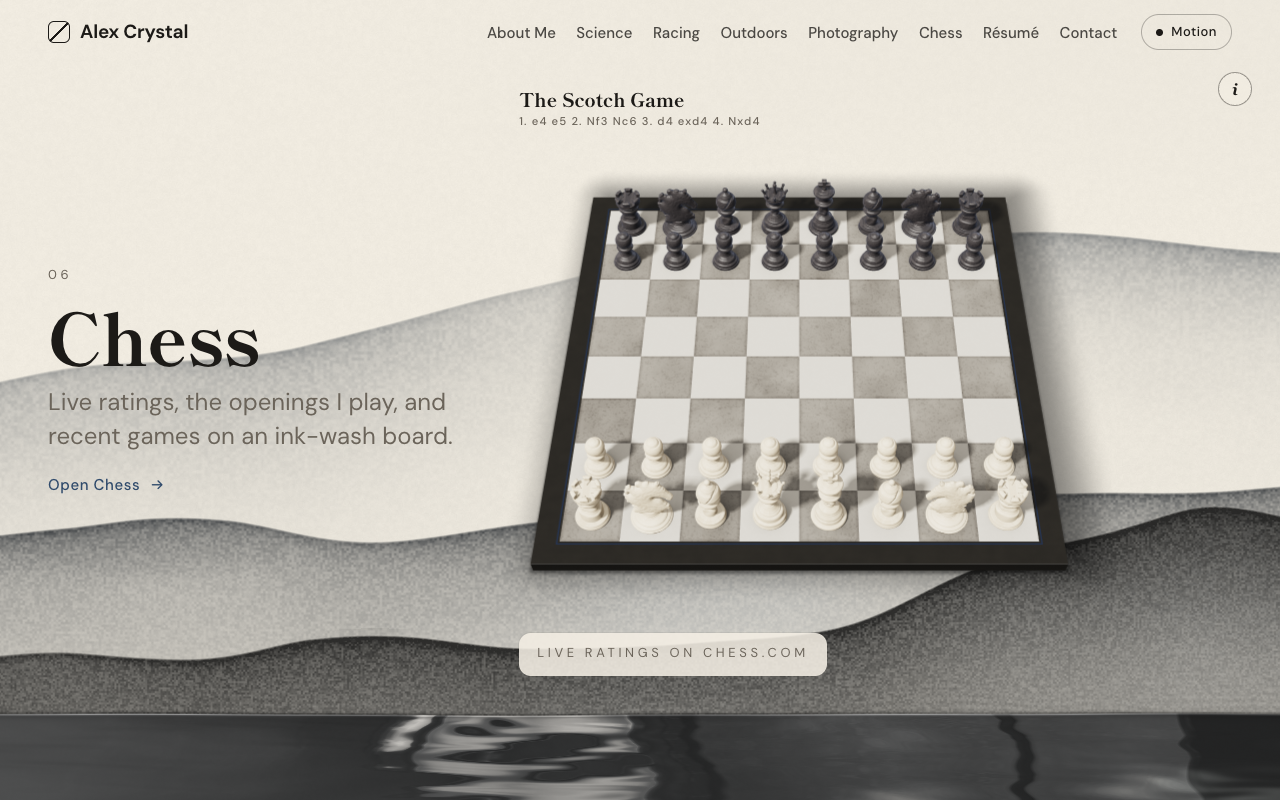 Alex Crystal
About Me Science Racing Outdoors Photography Chess Résumé Contact Motion
i
The Scotch Game
1. e4 e5 2. Nf3 Nc6 3. d4 exd4 4. Nxd4
06
Chess
Live ratings, the openings I play, and
recent games on an ink-wash board.
Open Chess →
LIVE RATINGS ON CHESS.COM